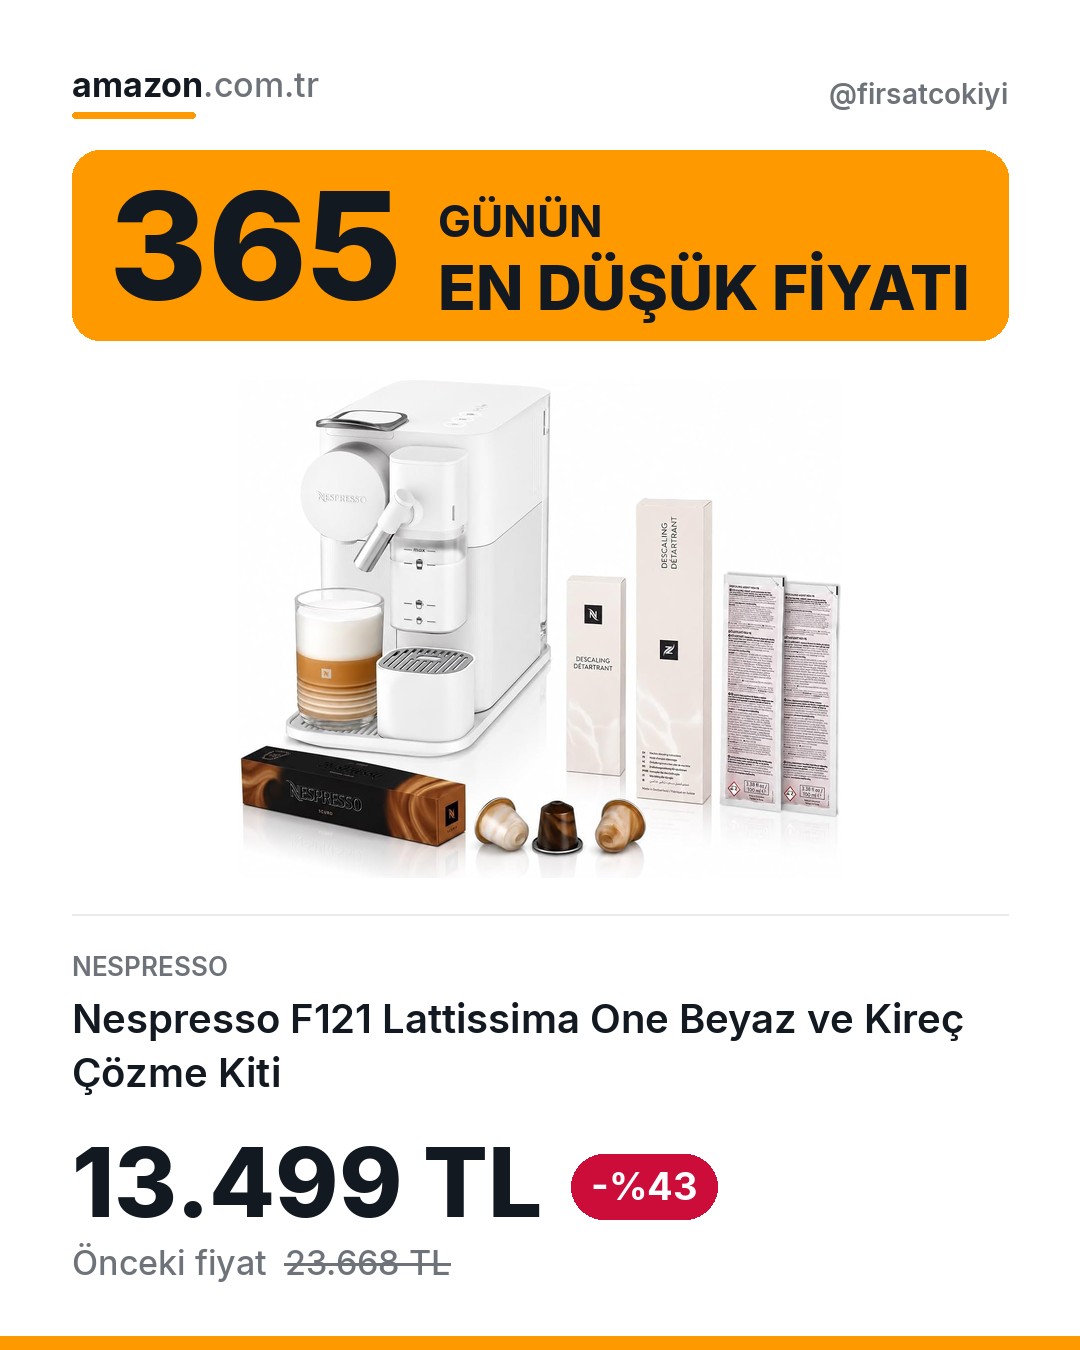 amazon.com.tr
@firsatcokiyi
365 GÜNÜN
EN DÜŞÜK FİYATI
NESPRESSO
max
DESCALING
DÉTARTRANT
DESCALING
DÉTARTRANT
NESPRESSO
NESPRESSO
Nespresso F121 Lattissima One Beyaz ve Kireç
Çözme Kiti
13.499 TL -%43
Önceki fiyat 23.668 TL